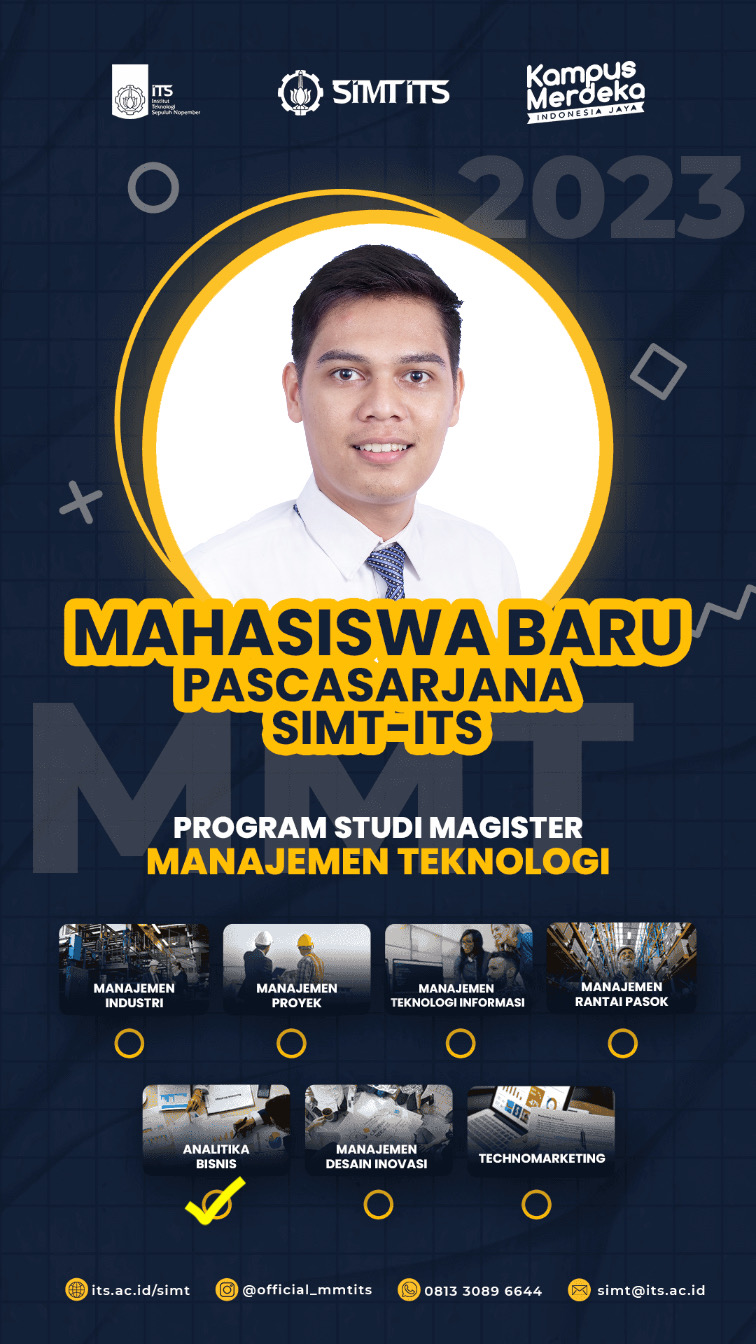 ITS
Institut
Teknologi
Sepuluh Nopember
SIMT ITS
Kampus
Merdeka
INDONESIA JAYA
2023
MAHASISWA BARU
PASCASARJANA
SIMT-ITS
MMT
PROGRAM STUDI MAGISTER
MANAJEMEN TEKNOLOGI
MANAJEMEN
INDUSTRI
MANAJEMEN
PROYEK
MANAJEMEN
TEKNOLOGI INFORMASI
MANAJEMEN
RANTAI PASOK
ANALITIKA
BISNIS
MANAJEMEN
DESAIN INOVASI
TECHNOMARKETING
its.ac.id/simt
@official_mmtits
0813 3089 6644
simt@its.ac.id